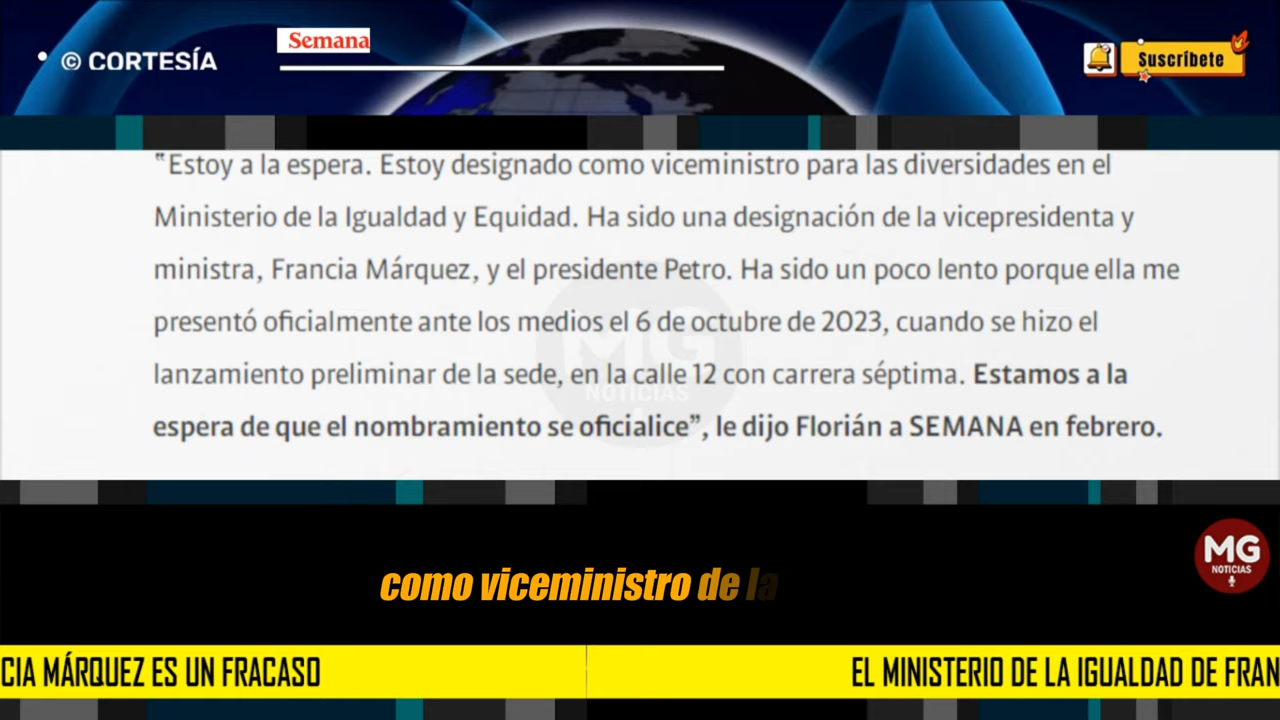 © CORTESÍA
Semana
Suscríbete
“Estoy a la espera. Estoy designado como viceministro para las diversidades en el
Ministerio de la Igualdad y Equidad. Ha sido una designación de la vicepresidenta y
ministra, Francia Márquez, y el presidente Petro. Ha sido un poco lento porque ella me
presentó oficialmente ante los medios el 6 de octubre de 2023, cuando se hizo el
lanzamiento preliminar de la sede, en la calle 12 con carrera séptima. Estamos a la
espera de que el nombramiento se oficialice”, le dijo Florián a SEMANA en febrero.
MG
NOTICIAS
como viceministro de la
MG
NOTICIAS
CIA MÁRQUEZ ES UN FRACASO
EL MINISTERIO DE LA IGUALDAD DE FRAN